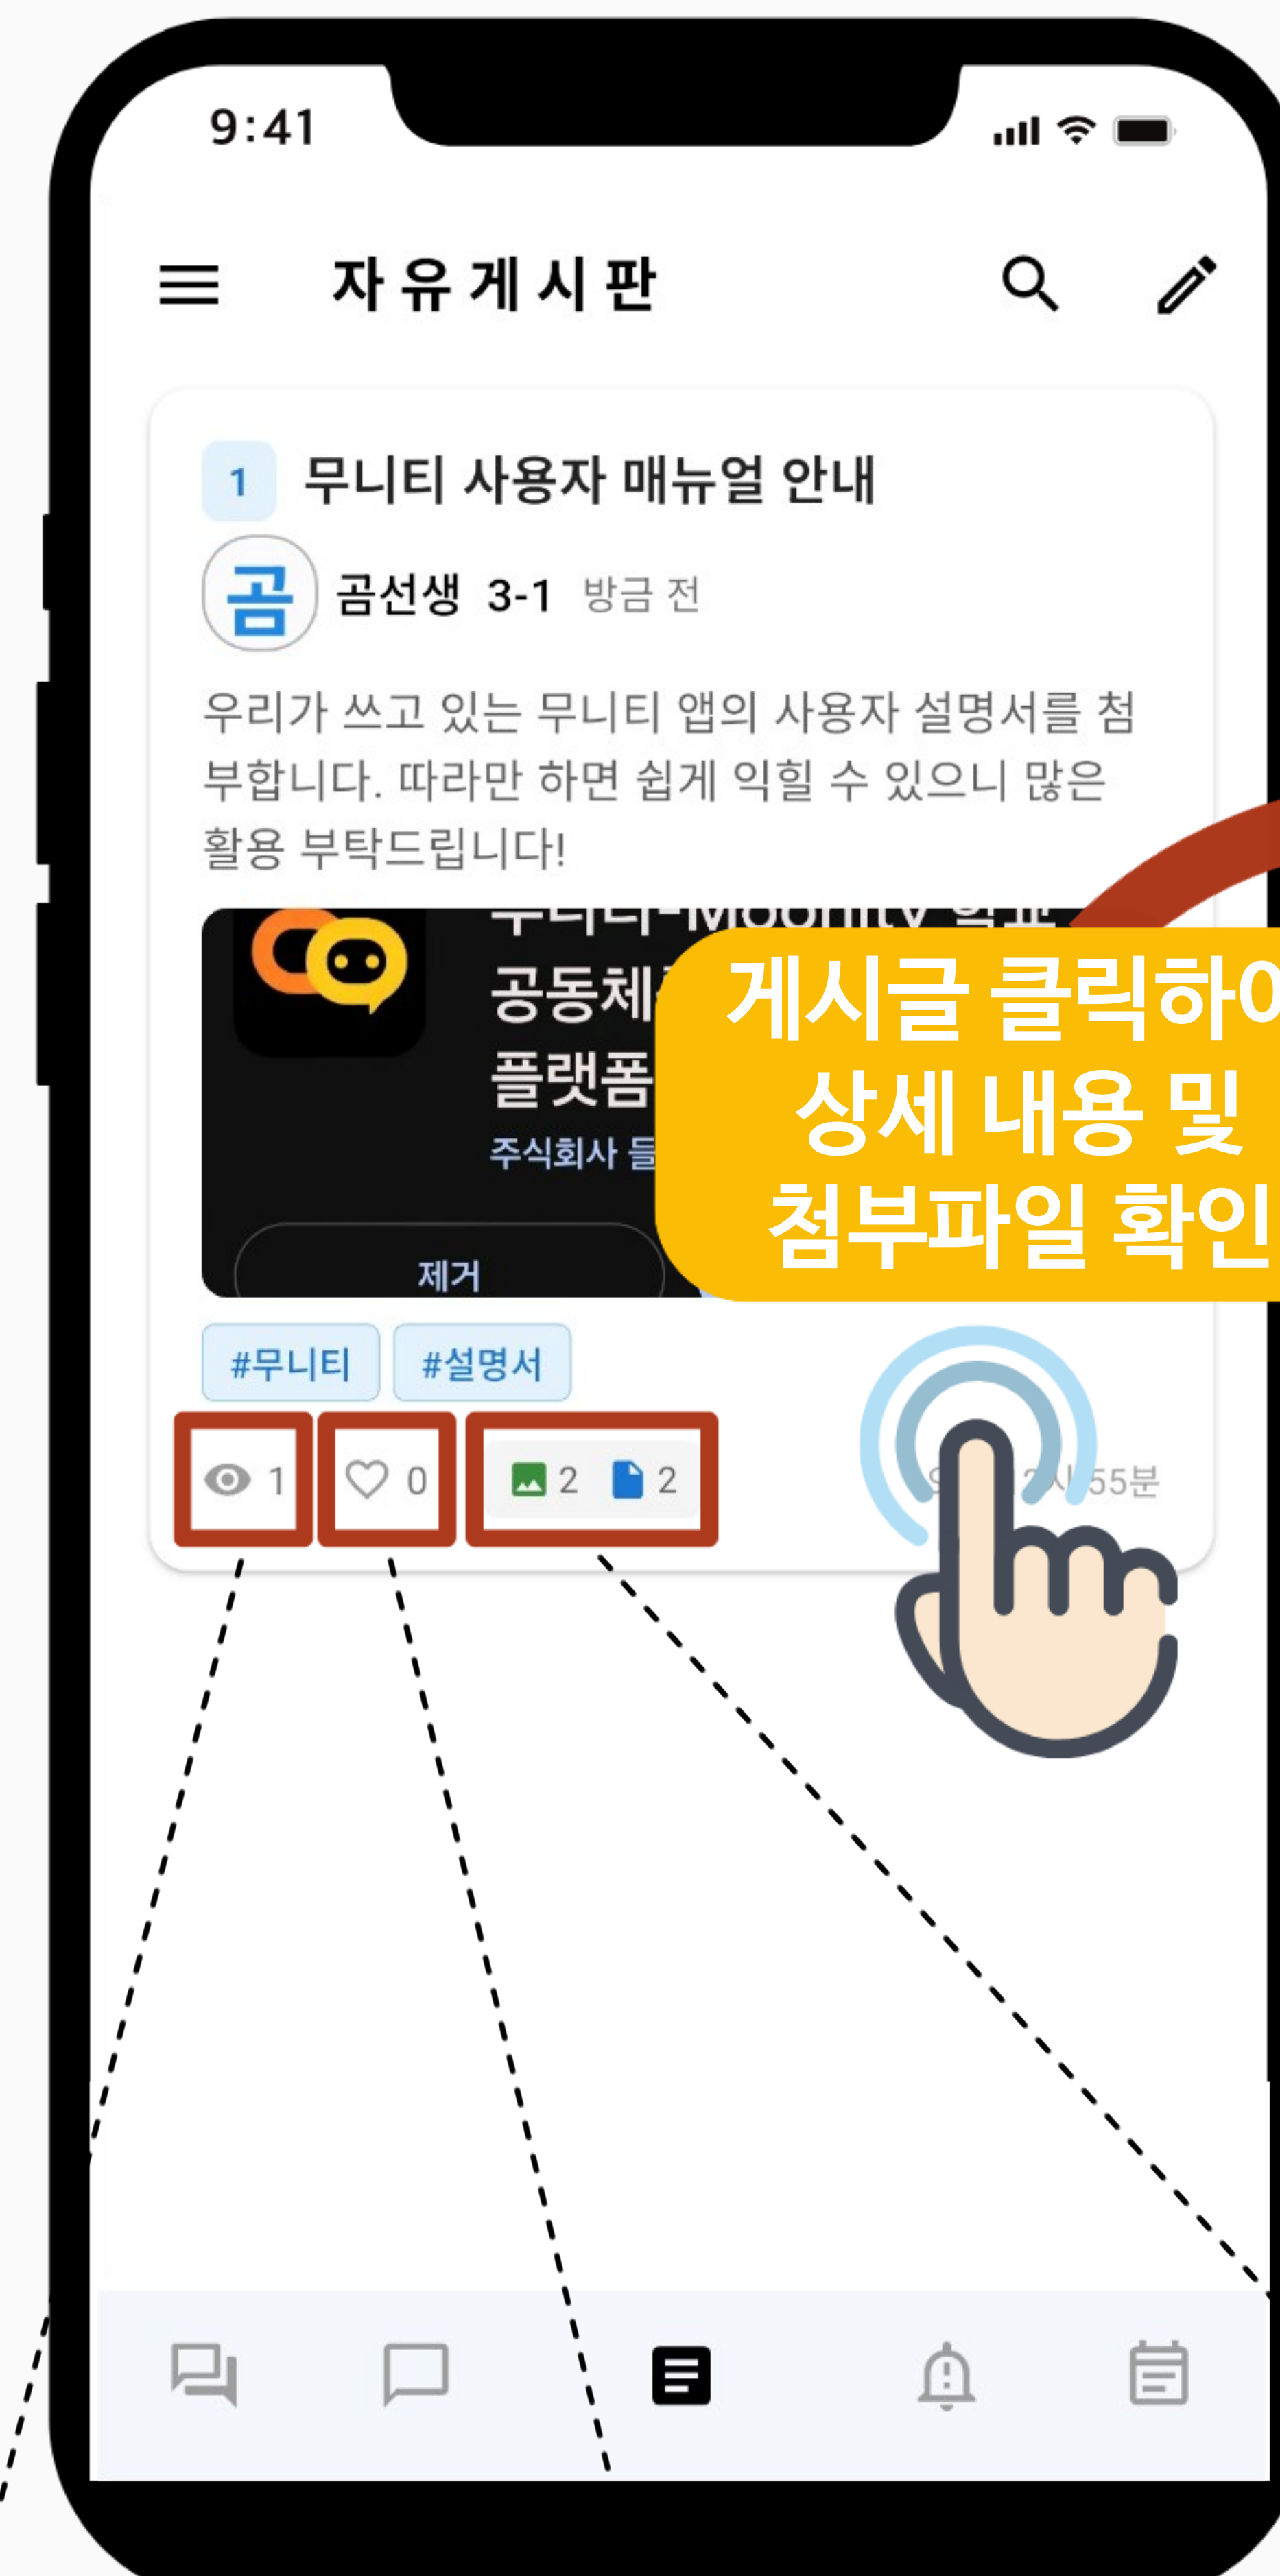 9:41
자유게시판
1 무니티 사용자 매뉴얼 안내
곰 곰선생 3-1 방금 전
우리가 쓰고 있는 무니티 앱의 사용자 설명서를 첨
부합니다. 따라만 하면 쉽게 익힐 수 있으니 많은
활용 부탁드립니다!
무니티-Moonity 학교
공동체
플랫폼
주식회사
제거
게시글 클릭하여
상세 내용 및
첨부파일 확인
#무니티 #설명서
1 0 2 2 55분